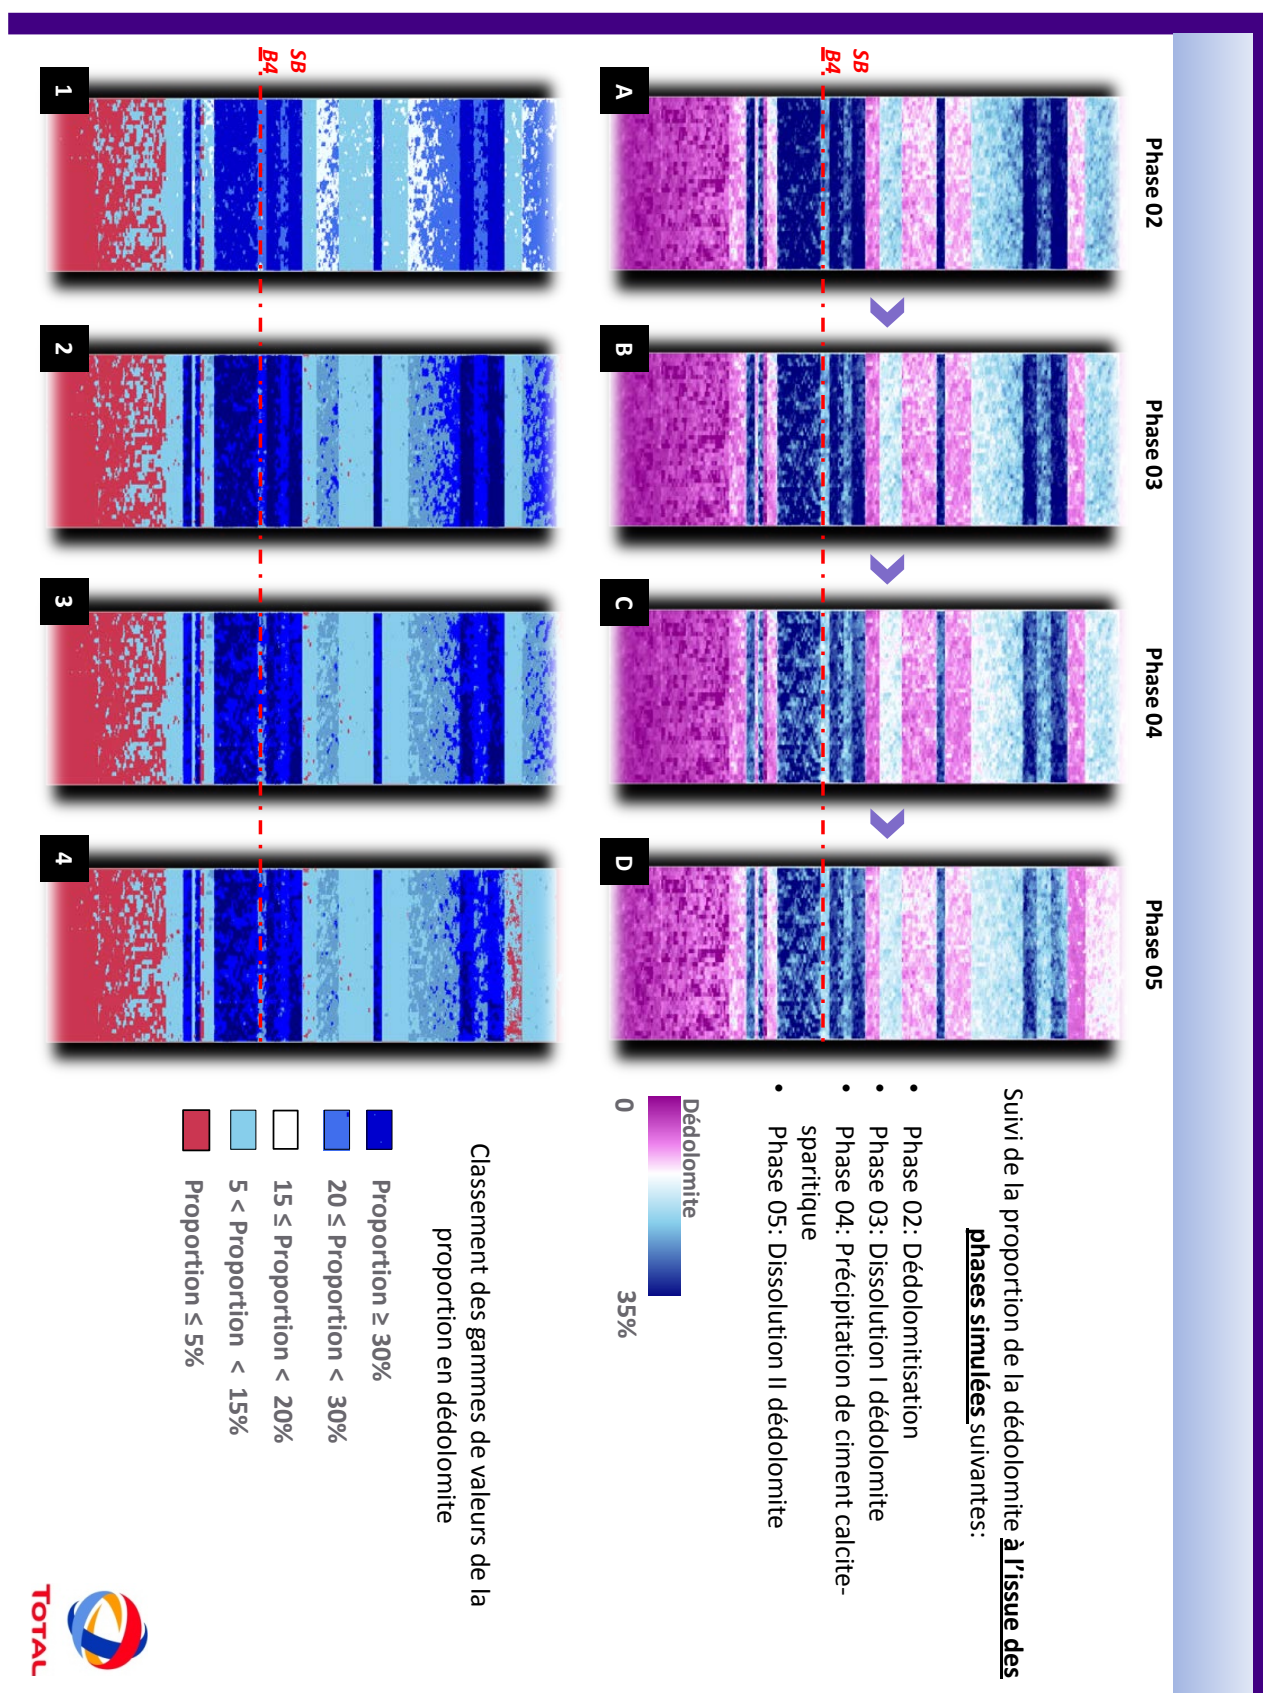 Phase 02
Phase 03
Phase 04
Phase 05
SB
B4
A
B
C
D
Suivi de la proportion de la dédolomite à l’issue des
phases simulées suivantes:
• Phase 02: Dédolomitisation
• Phase 03: Dissolution I dédolomite
• Phase 04: Précipitation de ciment calcite-
sparitique
• Phase 05: Dissolution II dédolomite
Dédolomite
0
35%
SB
B4
1
2
3
4
Classement des gammes de valeurs de la
proportion en dédolomite
Proportion ≥ 30%
20 ≤ Proportion < 30%
15 ≤ Proportion < 20%
5 < Proportion < 15%
Proportion ≤ 5%
TOTAL